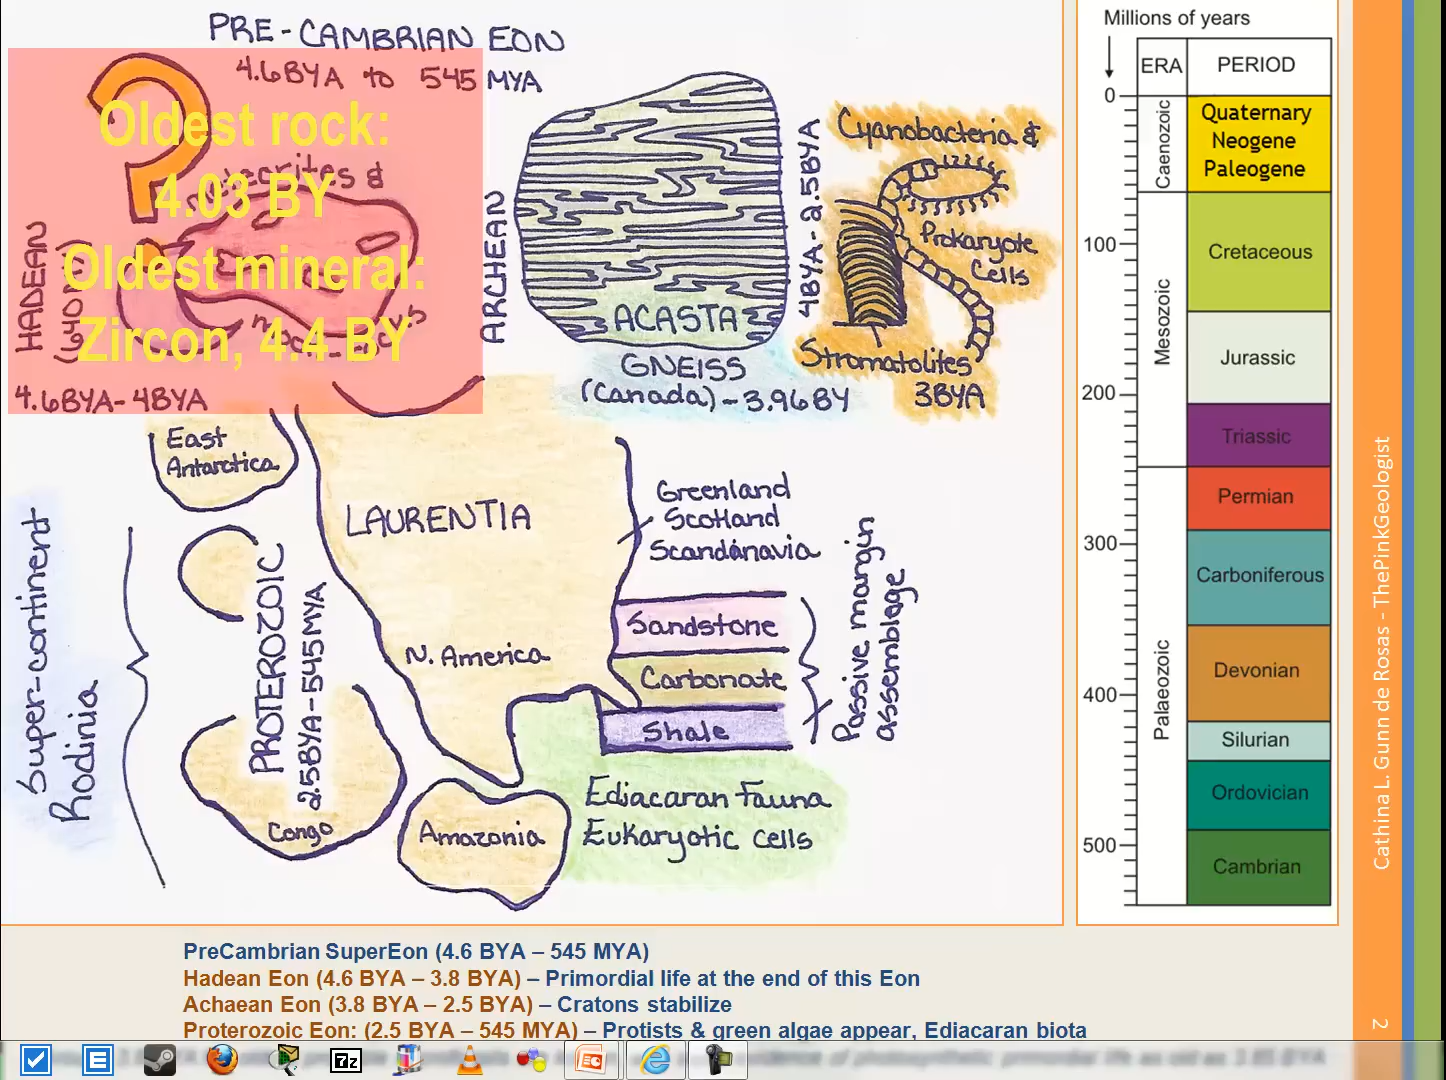 PRE-CAMBRIAN EON
4.6BYA to 545 MYA
Oldest rock:
4.03 BY
Oldest mineral:
Zircon, 4.4 BY
HADEAN
4.6BYA-4BYA
ARCHEAN
4BYA-2.5BYA
ACASTA
GNEISS
(Canada)-3.96BY
Cyanobacteria &
Prokaryote
Cells
Stromatolites
3BYA
East
Antarctica
LAURENTIA
N. America
Greenland
Scotland
Scandanavia
Sandstone
Carbonate
Shale
Passive margin
assemblage
Super-continent
Rodinia
PROTEROZOIC
2.5BYA-545MYA
Congo
Amazonia
Ediacaran Fauna
Eukaryotic cells
Millions of years
ERA PERIOD
0
100
200
300
400
500
Caenozoic
Mesozoic
Palaeozoic
Quaternary
Neogene
Paleogene
Cretaceous
Jurassic
Triassic
Permian
Carboniferous
Devonian
Silurian
Ordovician
Cambrian
Cathina L. Gunn de Rosas - ThePinkGeologist
2
PreCambrian SuperEon (4.6 BYA – 545 MYA)
Hadean Eon (4.6 BYA – 3.8 BYA) – Primordial life at the end of this Eon
Achaean Eon (3.8 BYA – 2.5 BYA) – Cratons stabilize
Proterozoic Eon: (2.5 BYA – 545 MYA) – Protists & green algae appear, Ediacaran biota
7z